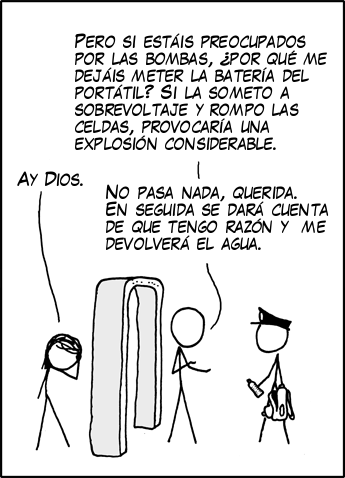 PERO SI ESTÁIS PREOCUPADOS
POR LAS BOMBAS, ¿POR QUÉ ME
DEJÁIS METER LA BATERÍA DEL
PORTÁTIL? SI LA SOMETO A
SOBREVOLTAJE Y ROMPO LAS
CELDAS, PROVOCARÍA UNA
EXPLOSIÓN CONSIDERABLE.
AY DIOS.
NO PASA NADA, QUERIDA.
EN SEGUIDA SE DARÁ CUENTA
DE QUE TENGO RAZÓN Y ME
DEVOLVERÁ EL AGUA.